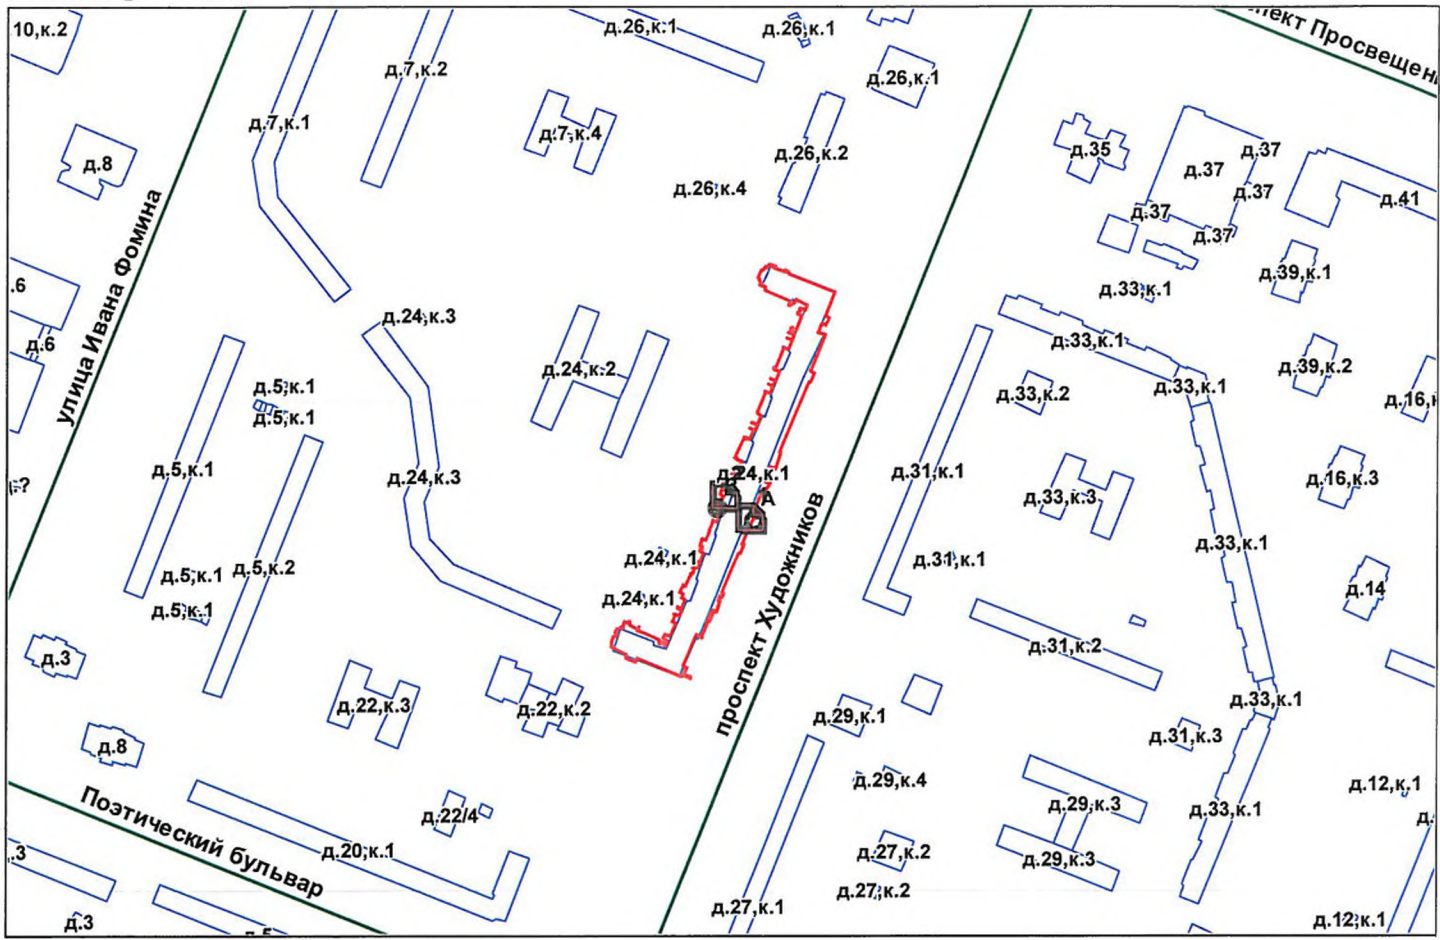 10,к.2
д.7,к.2
д.26,к.1
д.26,к.1
д.26,к.1
Просвещен
д.7,к.1
д.7,к.4
д.26,к.2
д.35
д.37
д.37
д.8
д.26,к.4
д.37
д.41
д.37
д.37
улица Ивана Фомина
.6
д.39,к.1
д.33,к.1
д.24,к.3
д.6
д.33,к.1
д.24,к.2
д.39,к.2
д.5,к.1
д.33,к.1
д.33,к.2
д.16,
д.5,к.1
д.5,к.1
д.24,к.3
д.24,к.1
д.31,к.1
д.16,к.3
.?
А
д.33,к.3
проспект Художников
д.33,к.1
д.24,к.1
д.31,к.1
д.5,к.1
д.5,к.2
д.14
д.24,к.1
д.5,к.1
д.31,к.2
д.3
д.33,к.1
д.22,к.3
д.22,к.2
д.29,к.1
д.31,к.3
д.8
д.29,к.4
д.12,к.1
Поэтический бульвар
д.29,к.3
д.33,к.1
д.22/4
д.
.3
д.20,к.1
д.27,к.2
д.29,к.3
д.27,к.2
д.27,к.1
д.3
д.12,к.1